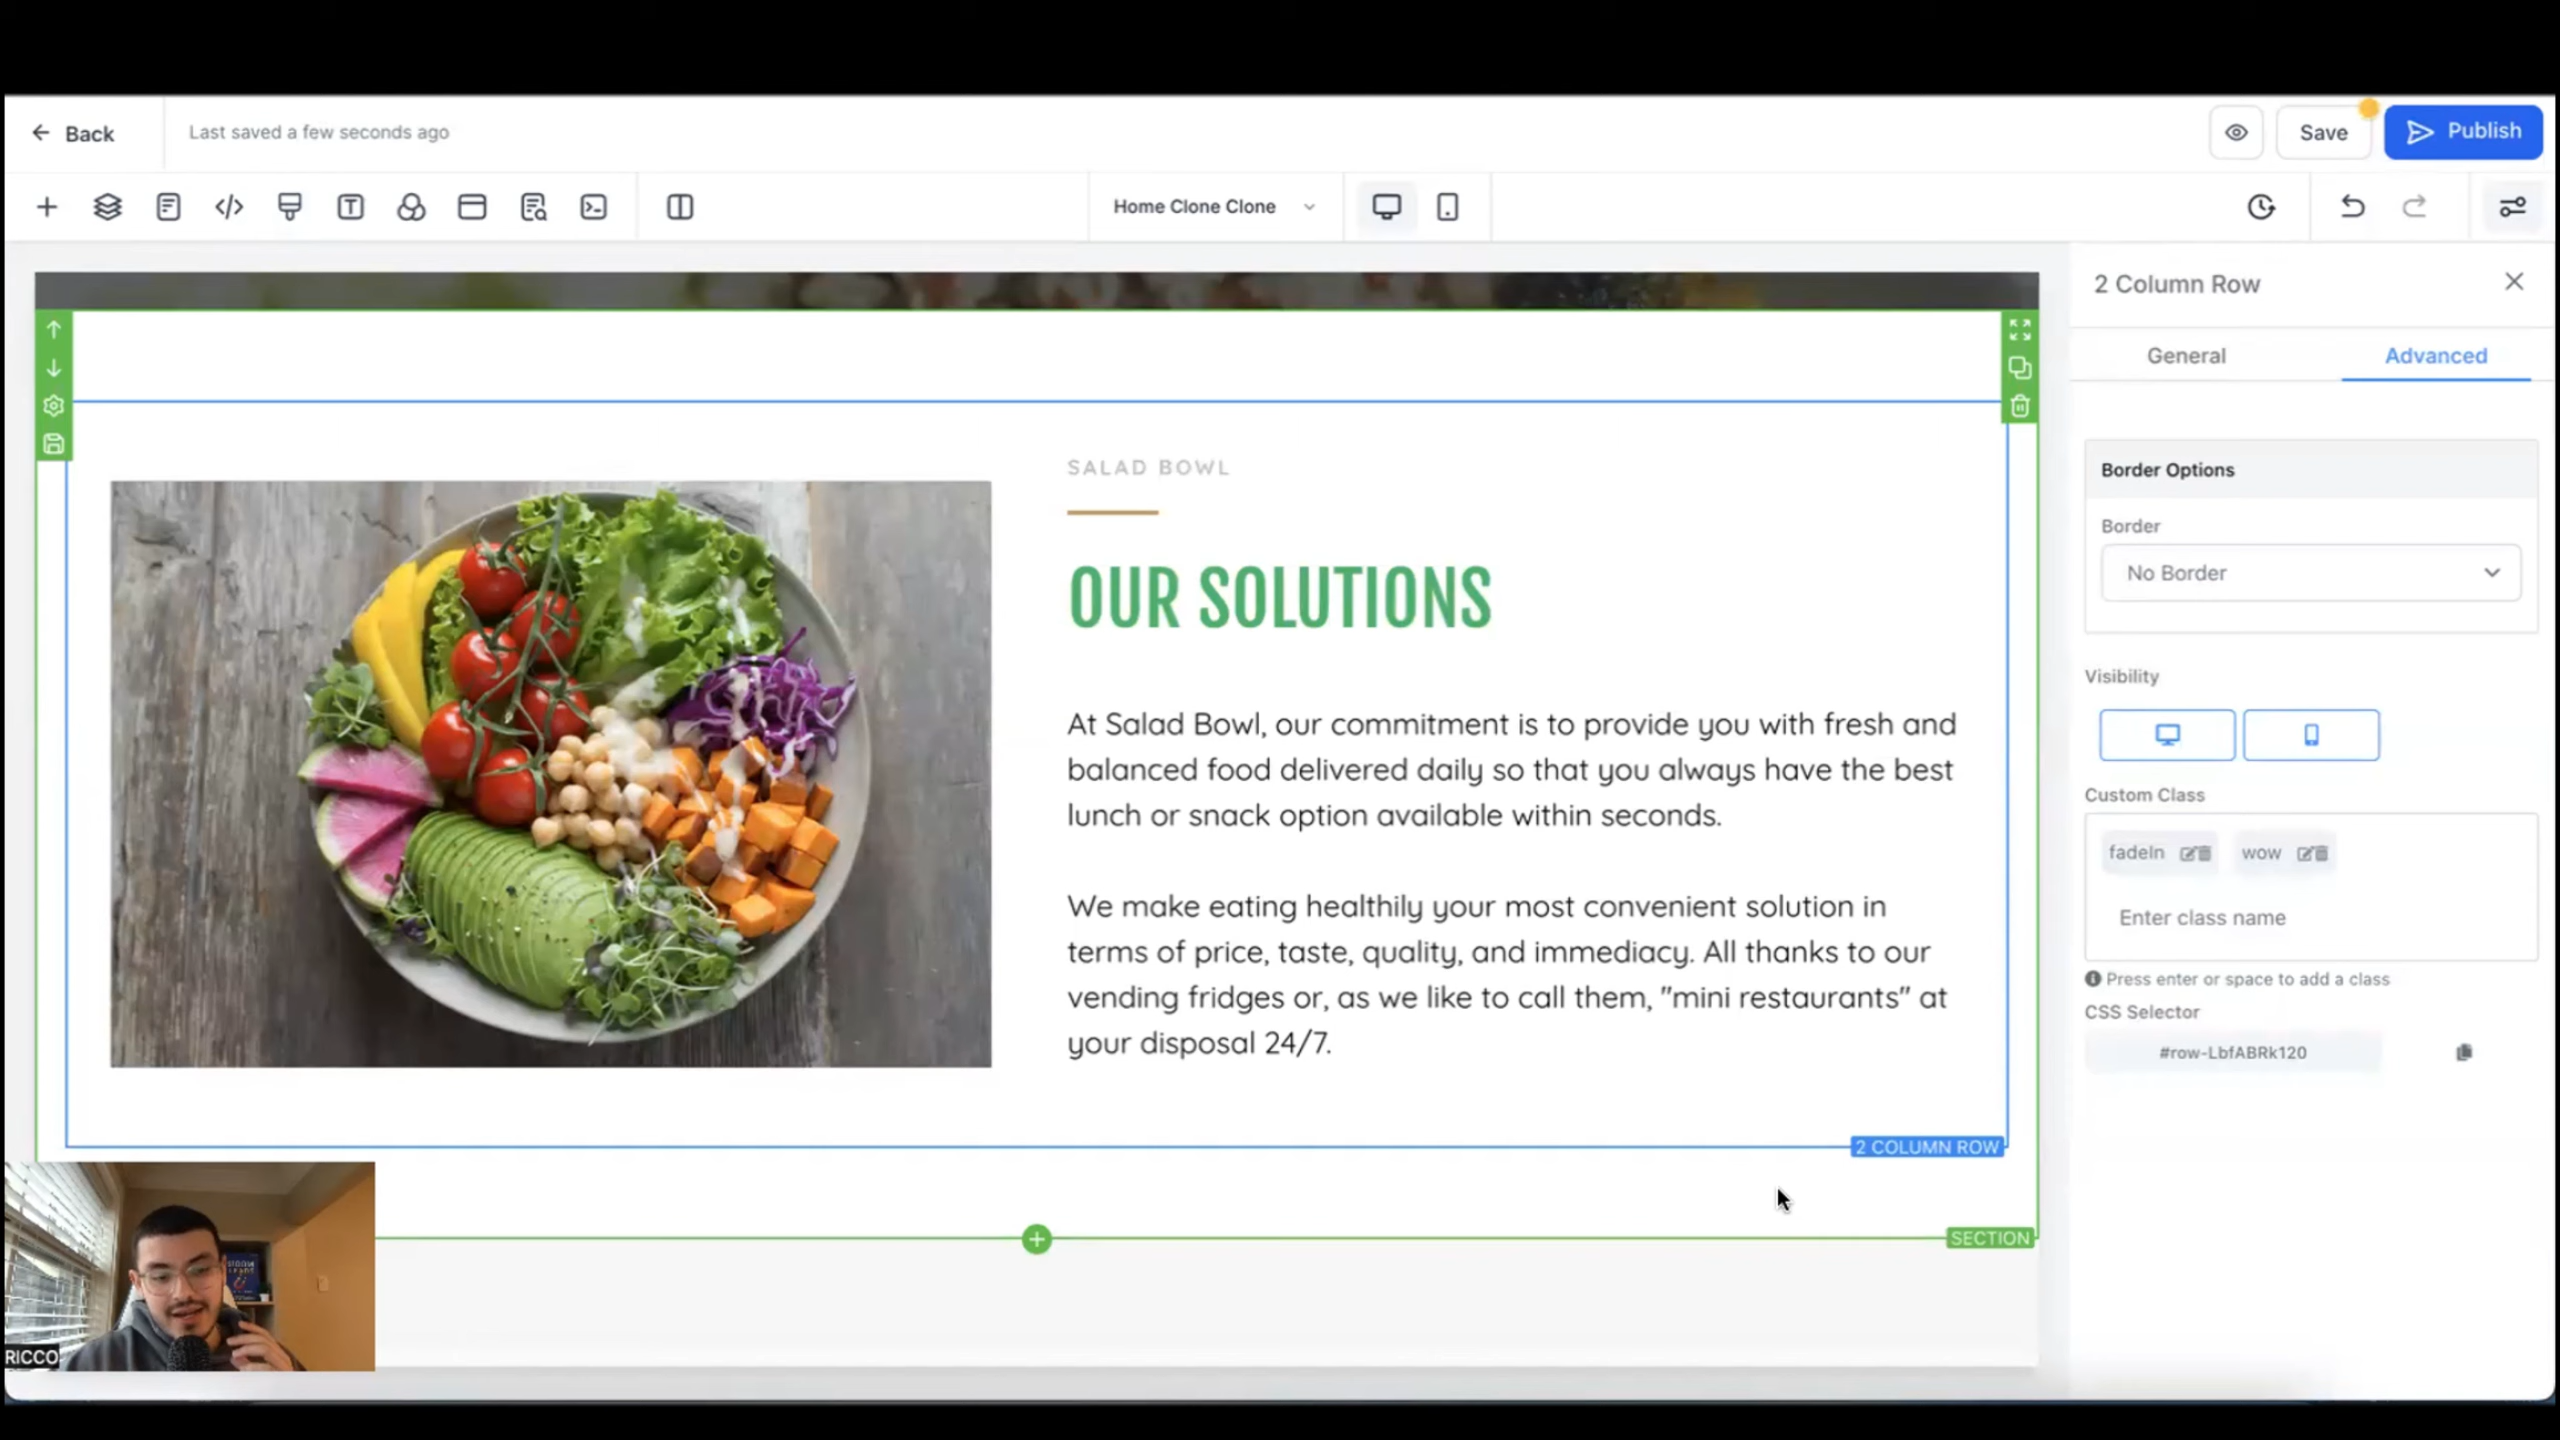 Back
Last saved a few seconds ago
Save
Publish
Home Clone Clone
2 Column Row
General
Advanced
SALAD BOWL
OUR SOLUTIONS
At Salad Bowl, our commitment is to provide you with fresh and
balanced food delivered daily so that you always have the best
lunch or snack option available within seconds.
We make eating healthily your most convenient solution in
terms of price, taste, quality, and immediacy. All thanks to our
vending fridges or, as we like to call them, "mini restaurants" at
your disposal 24/7.
2 COLUMN ROW
SECTION
Border Options
Border
No Border
Visibility
Custom Class
fadeIn
wow
Enter class name
Press enter or space to add a class
CSS Selector
#row-LbfABRk120
RICCO